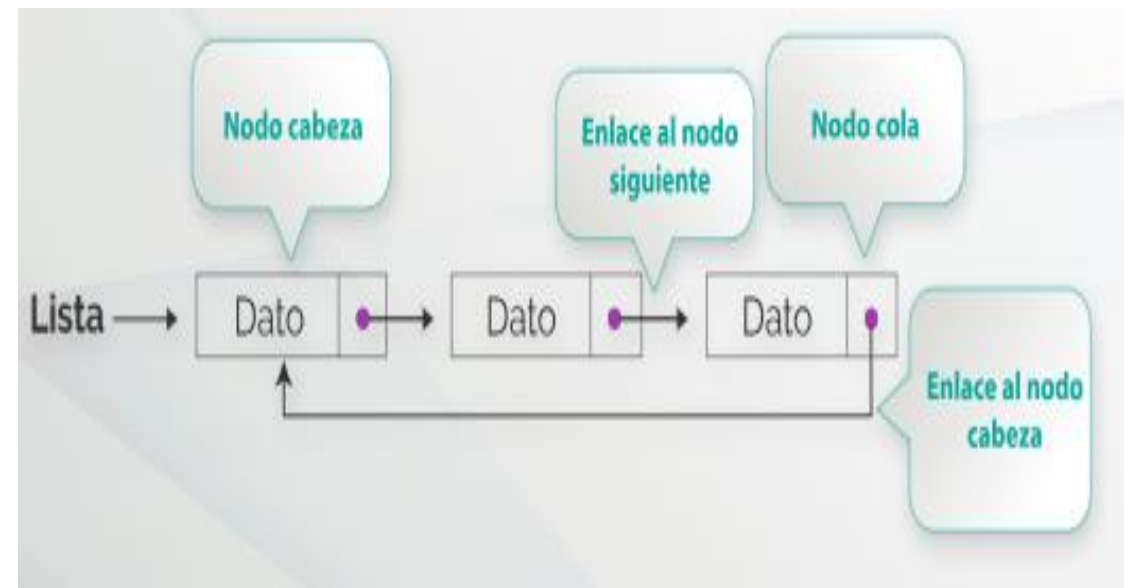 Nodo cabeza
Enlace al nodo
siguiente
Nodo cola
Lista
Dato
Dato
Dato
Enlace al nodo
cabeza